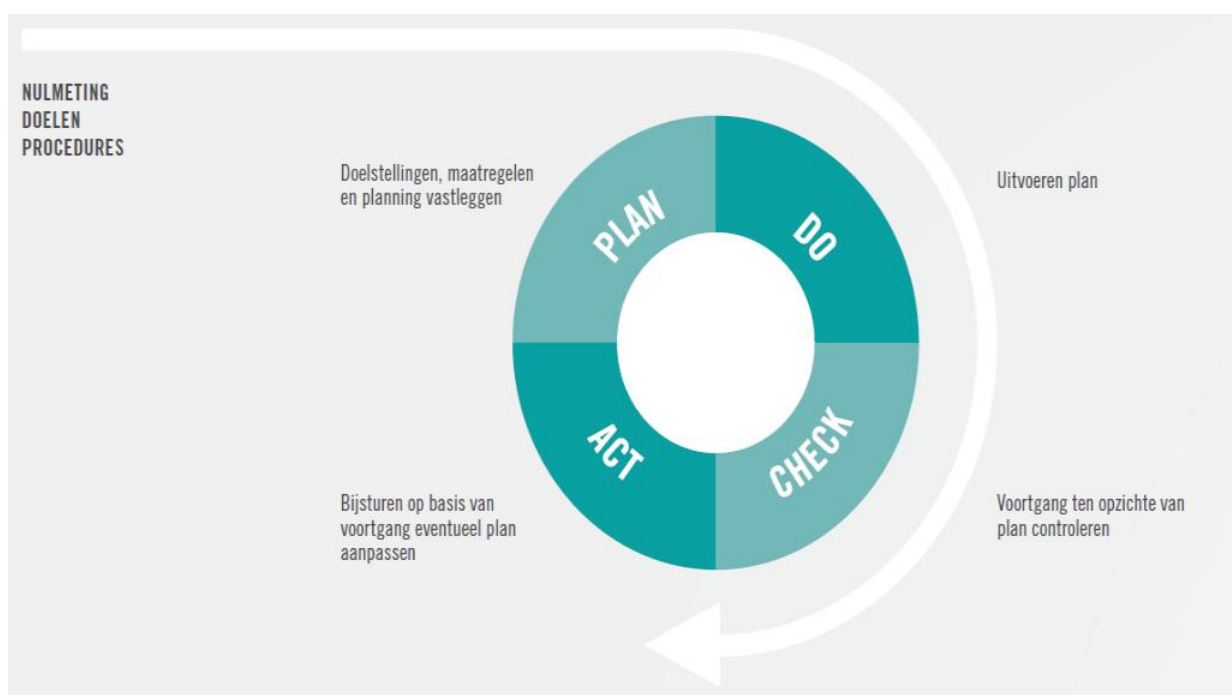 NULMETING
DOELEN
PROCEDURES
Doelstellingen, maatregelen
en planning vastleggen
PLAN
DO
Uitvoeren plan
Bijsturen op basis van
voortgang eventueel plan
aanpassen
ACT
CHECK
Voortgang ten opzichte van
plan controleren